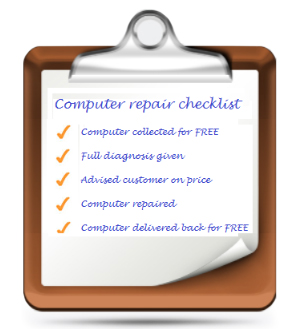 Computer repair checklist
Computer collected for FREE
Full diagnosis given
Advised customer on price
Computer repaired
Computer delivered back for FREE